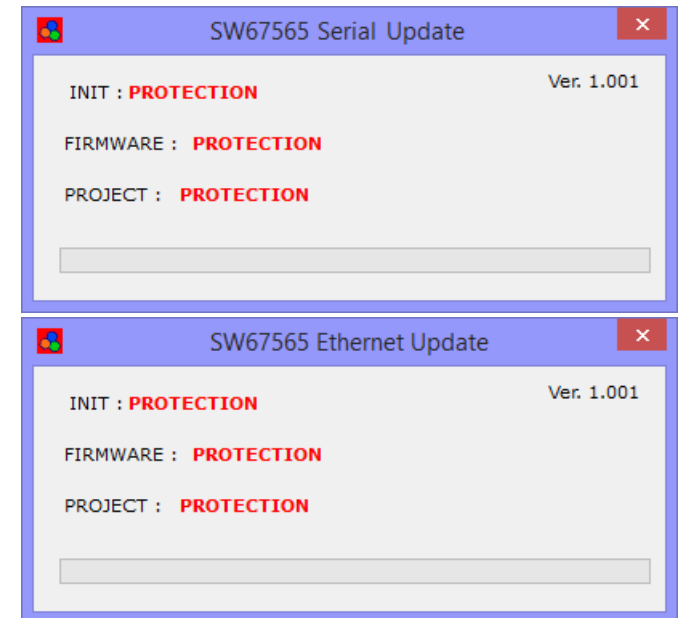 SW67565 Serial Update
Ver. 1.001
INIT : PROTECTION
FIRMWARE : PROTECTION
PROJECT : PROTECTION
SW67565 Ethernet Update
Ver. 1.001
INIT : PROTECTION
FIRMWARE : PROTECTION
PROJECT : PROTECTION